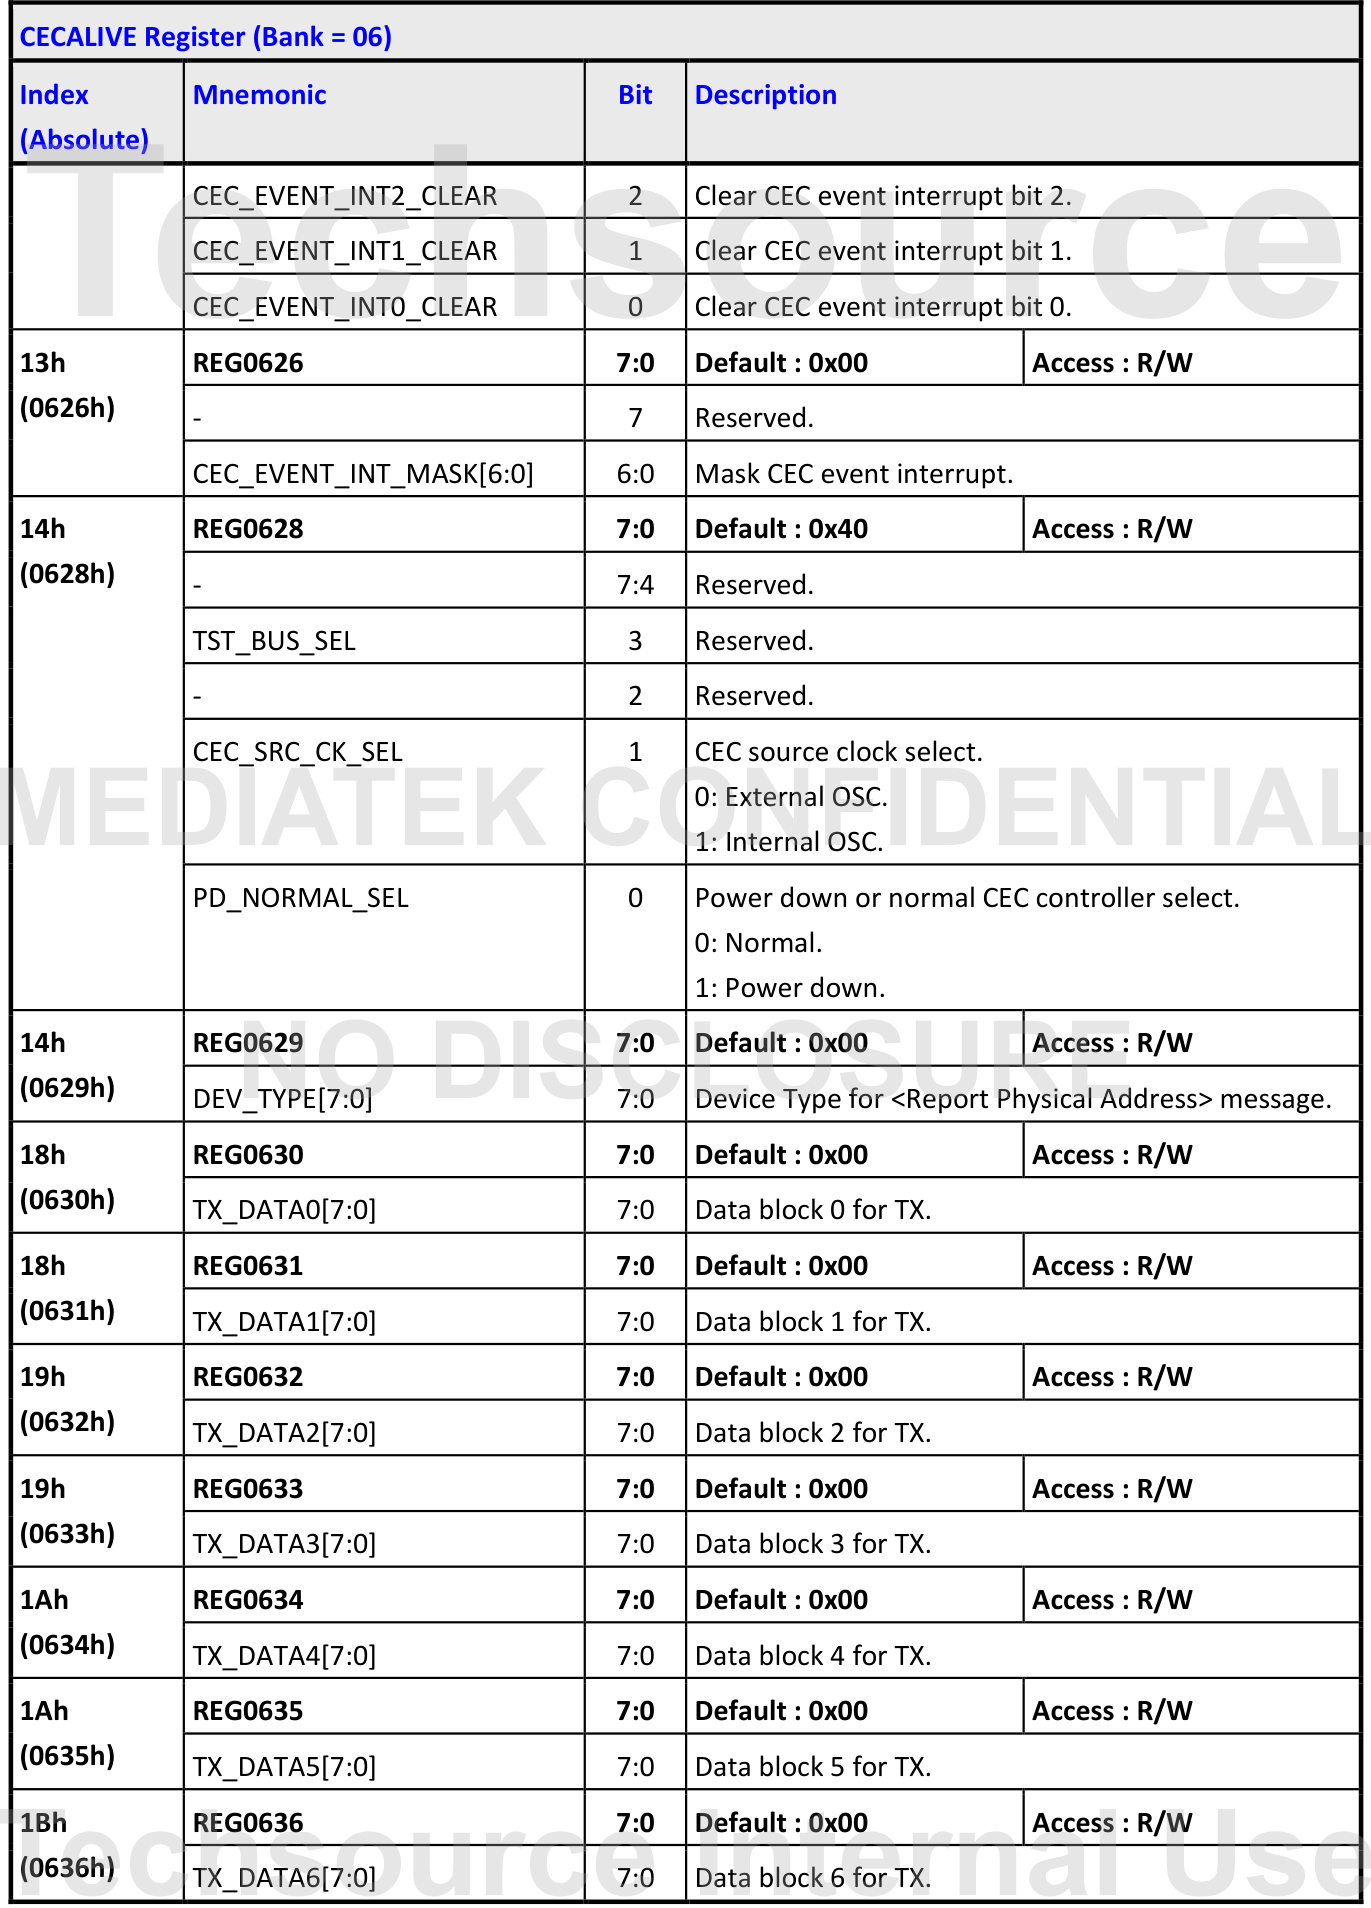 CECALIVE Register (Bank = 06)
Index (Absolute) Mnemonic Bit Description
CEC_EVENT_INT2_CLEAR 2 Clear CEC event interrupt bit 2.
CEC_EVENT_INT1_CLEAR 1 Clear CEC event interrupt bit 1.
CEC_EVENT_INT0_CLEAR 0 Clear CEC event interrupt bit 0.
Techsource
13h (0626h) REG0626 7:0 Default : 0x00 Access : R/W
- 7 Reserved.
CEC_EVENT_INT_MASK[6:0] 6:0 Mask CEC event interrupt.
14h (0628h) REG0628 7:0 Default : 0x40 Access : R/W
- 7:4 Reserved.
TST_BUS_SEL 3 Reserved.
- 2 Reserved.
CEC_SRC_CK_SEL 1 CEC source clock select.
0: External OSC.
1: Internal OSC.
MEDIATEK CONFIDENTIAL
PD_NORMAL_SEL 0 Power down or normal CEC controller select.
0: Normal.
1: Power down.
14h (0629h) REG0629 7:0 Default : 0x00 Access : R/W
NO DISCLOSURE
DEV_TYPE[7:0] 7:0 Device Type for <Report Physical Address> message.
18h (0630h) REG0630 7:0 Default : 0x00 Access : R/W
TX_DATA0[7:0] 7:0 Data block 0 for TX.
18h (0631h) REG0631 7:0 Default : 0x00 Access : R/W
TX_DATA1[7:0] 7:0 Data block 1 for TX.
19h (0632h) REG0632 7:0 Default : 0x00 Access : R/W
TX_DATA2[7:0] 7:0 Data block 2 for TX.
19h (0633h) REG0633 7:0 Default : 0x00 Access : R/W
TX_DATA3[7:0] 7:0 Data block 3 for TX.
1Ah (0634h) REG0634 7:0 Default : 0x00 Access : R/W
TX_DATA4[7:0] 7:0 Data block 4 for TX.
1Ah (0635h) REG0635 7:0 Default : 0x00 Access : R/W
TX_DATA5[7:0] 7:0 Data block 5 for TX.
1Bh (0636h) REG0636 7:0 Default : 0x00 Access : R/W
TX_DATA6[7:0] 7:0 Data block 6 for TX.
Techsource Internal Use